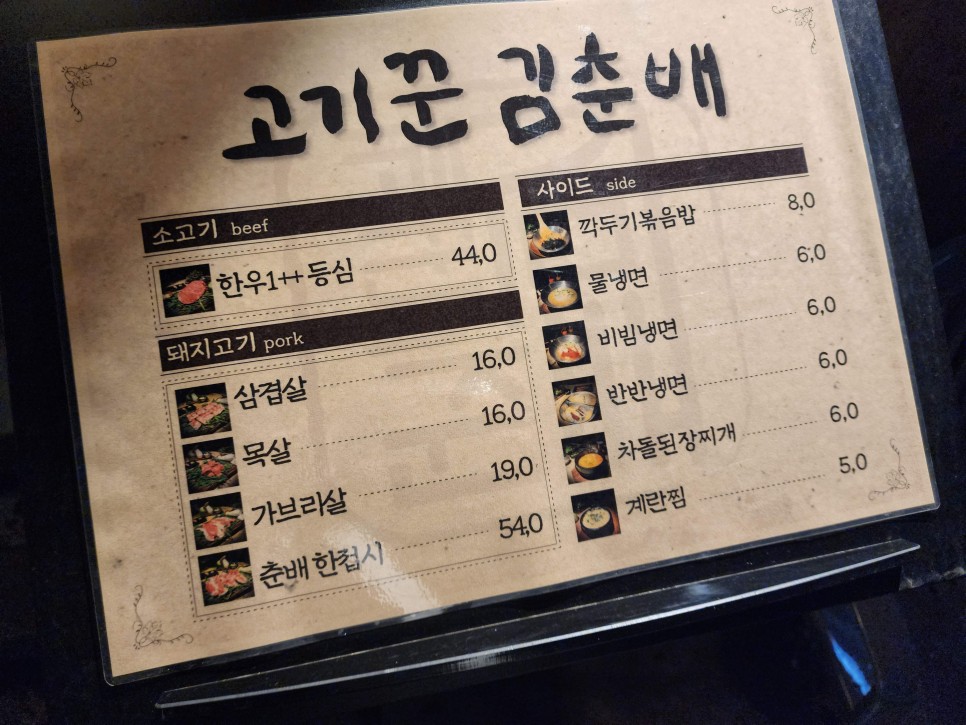 고기꾼 김춘배
소고기 beef
한우1++ 등심 44,0
돼지고기 pork
삼겹살 16,0
목살 16,0
가브리살 19,0
춘배 한접시 54,0
사이드 side
깍두기볶음밥 8,0
물냉면 6,0
비빔냉면 6,0
반반냉면 6,0
차돌된장찌개 6,0
계란찜 5,0